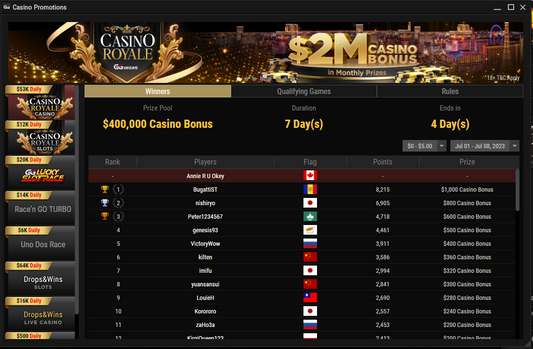 Casino Promotions
CASINO
ROYALE
GGVEGAS
$2M CASINO
BONUS
in Monthly Prizes
*18+ T&C Apply
$53K Daily
CASINO
ROYALE
CASINO
$12K Daily
CASINO
ROYALE
SLOTS
$20K Daily
LUCKY
SLOT RACE
$14K Daily
Race'n GO TURBO
$6K Daily
Uno Dos Race
$64K Daily
Drops&Wins
SLOTS
$16K Daily
Drops&Wins
LIVE CASINO
$500 Daily
Winners Qualifying Games Rules
Prize Pool Duration Ends in
$400,000 Casino Bonus 7 Day(s) 4 Day(s)
$0 - $5.00 Jul 01 - Jul 08, 2023
Rank Players Flag Points Prize
- Annie R U Okey - -
1 BugattiST 8,215 $1,000 Casino Bonus
2 nishiryo 6,905 $800 Casino Bonus
3 Peter1234567 4,718 $600 Casino Bonus
4 genesis93 4,461 $500 Casino Bonus
5 VictoryWow 3,911 $400 Casino Bonus
6 kilten 3,586 $360 Casino Bonus
7 imifu 2,994 $320 Casino Bonus
8 yuansansui 2,841 $300 Casino Bonus
9 LouieH 2,690 $280 Casino Bonus
10 Korororo 2,557 $240 Casino Bonus
11 zaHo3a 2,453 $200 Casino Bonus
12 KingQueen123 2,413 $200 Casino Bonus